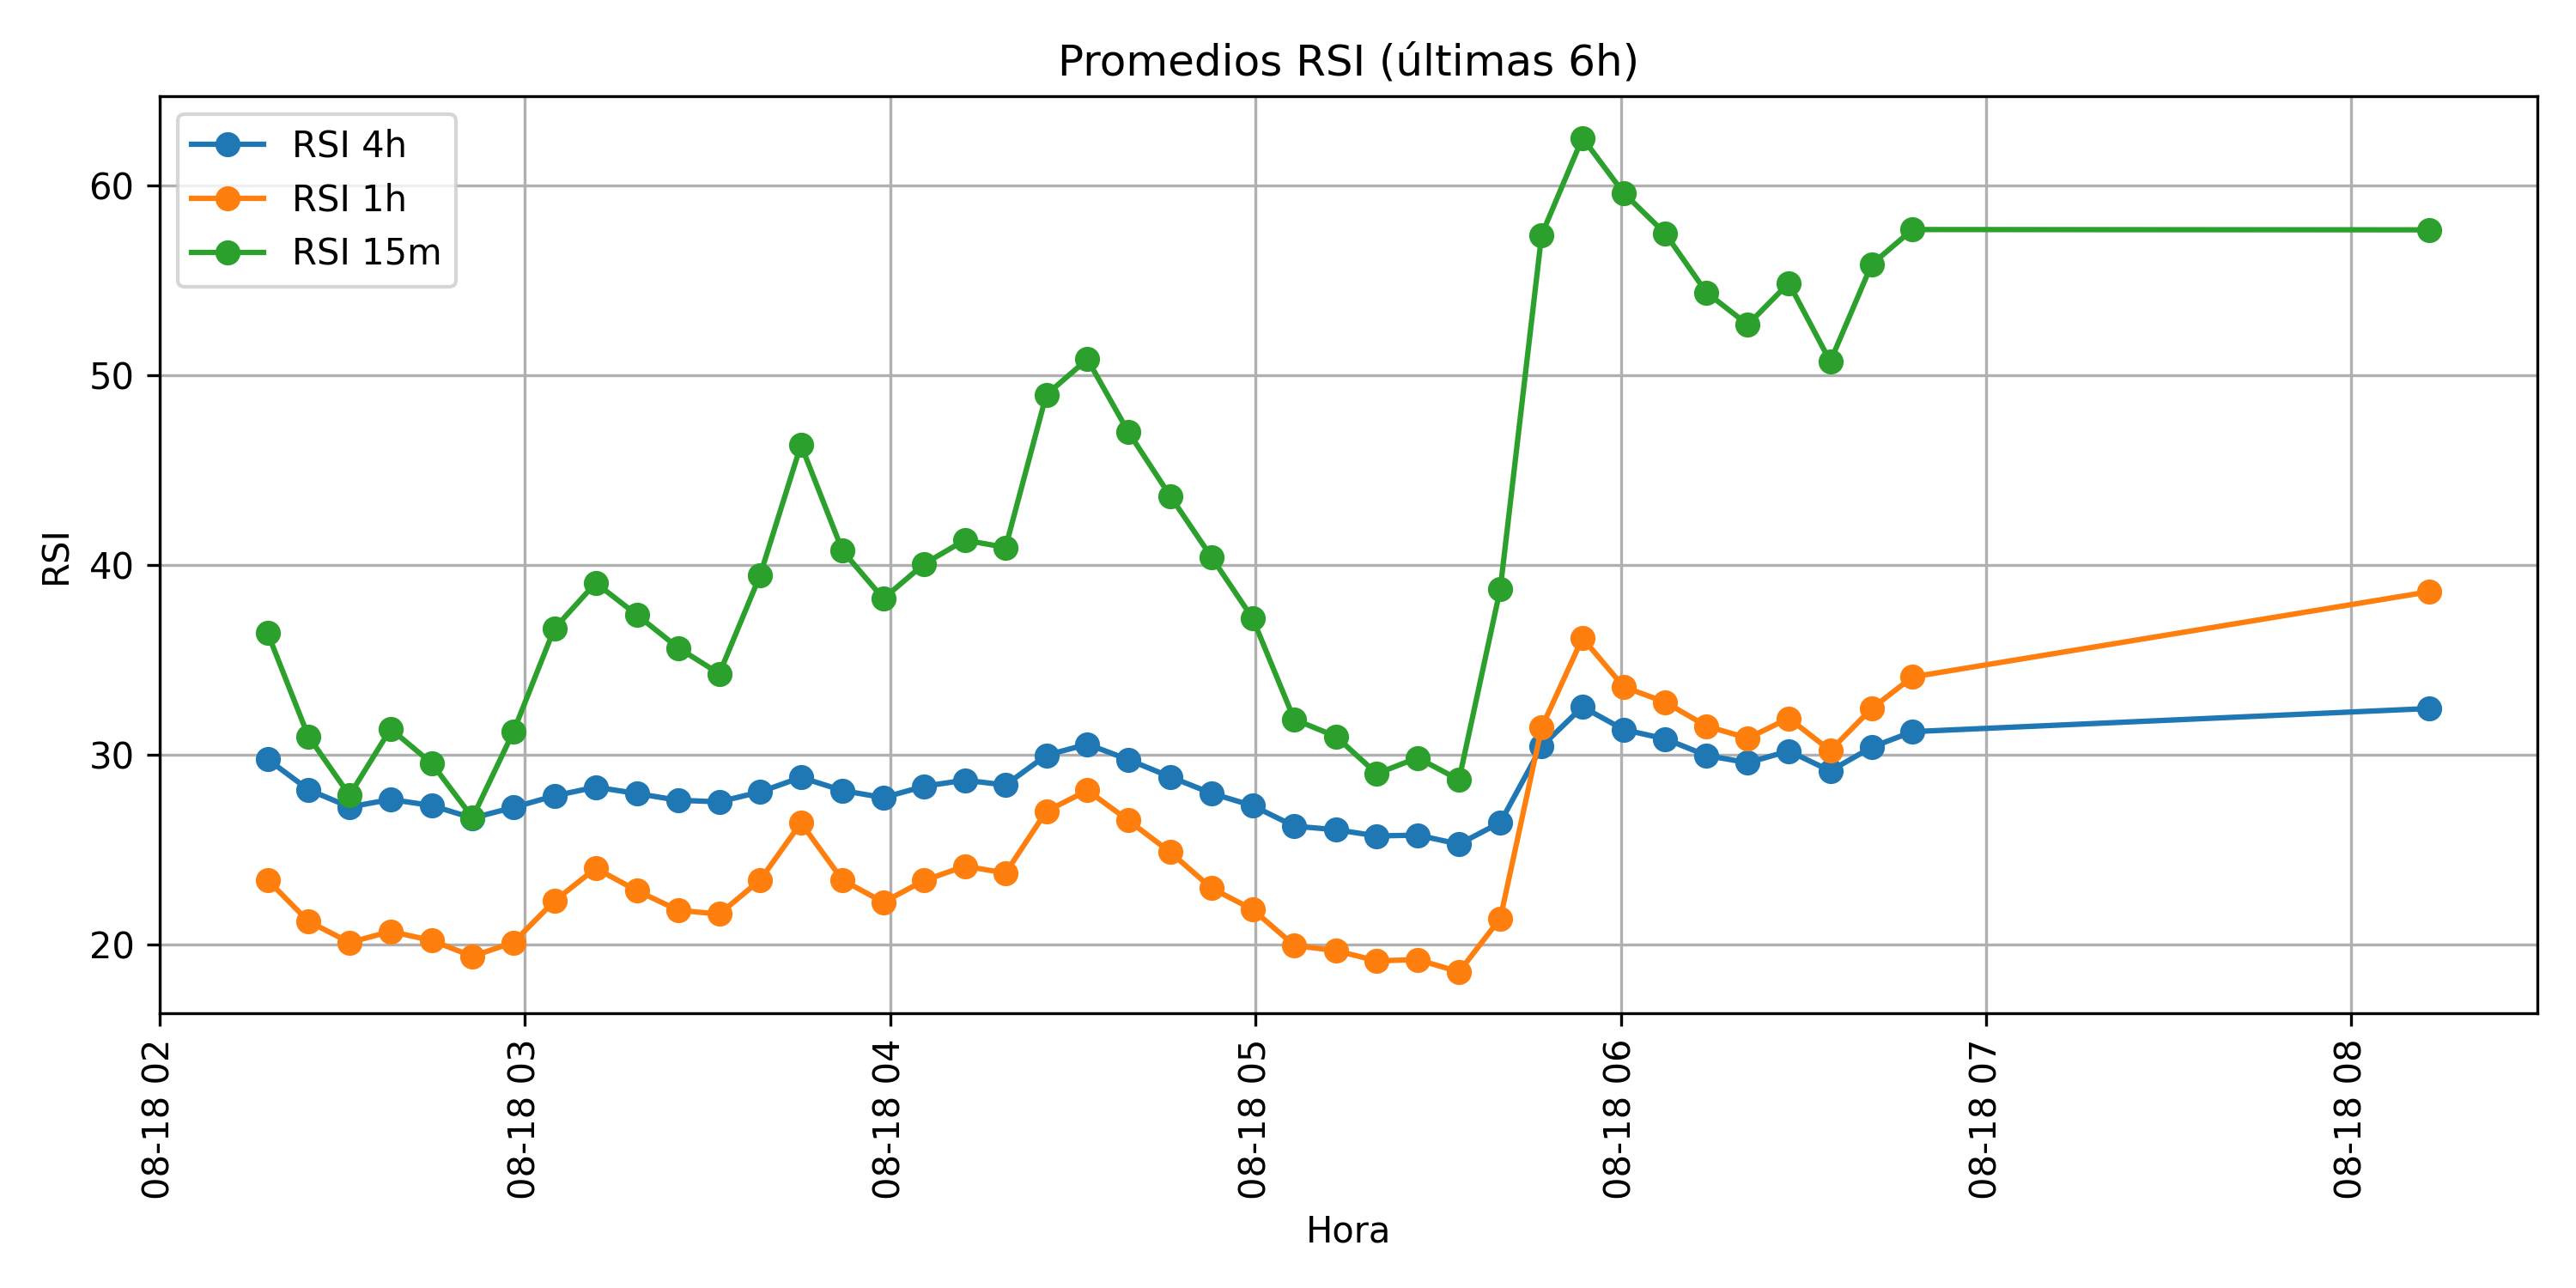 Promedios RSI (últimas 6h)
RSI 4h
RSI 1h
RSI 15m
RSI
60
50
40
30
20
08-18 02
08-18 03
08-18 04
08-18 05
08-18 06
08-18 07
08-18 08
Hora